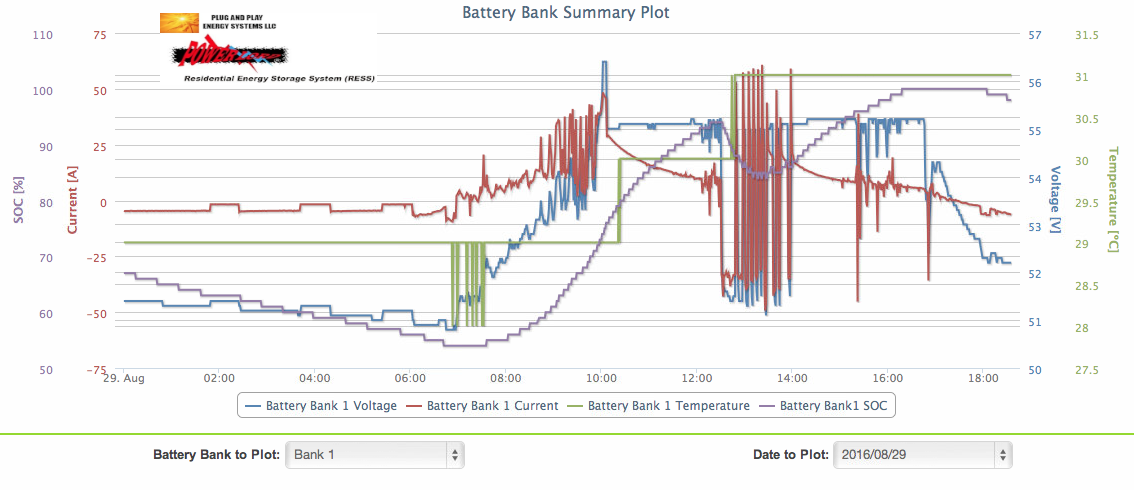 Battery Bank Summary Plot
PLUG AND PLAY
ENERGY SYSTEMS LLC
POWER
Residential Energy Storage System (RESS)
110 75 57 31.5
100 50 56 31
90 25 55 30.5
80 0 54 30
70 -25 53 29.5
60 -50 52 29
50 -75 51 28.5
50 28
27.5
SOC [%]
Current [A]
Voltage [V]
Temperature [°C]
29. Aug 02:00 04:00 06:00 08:00 10:00 12:00 14:00 16:00 18:00
Battery Bank 1 Voltage Battery Bank 1 Current Battery Bank 1 Temperature Battery Bank1 SOC
Battery Bank to Plot: Bank 1 Date to Plot: 2016/08/29